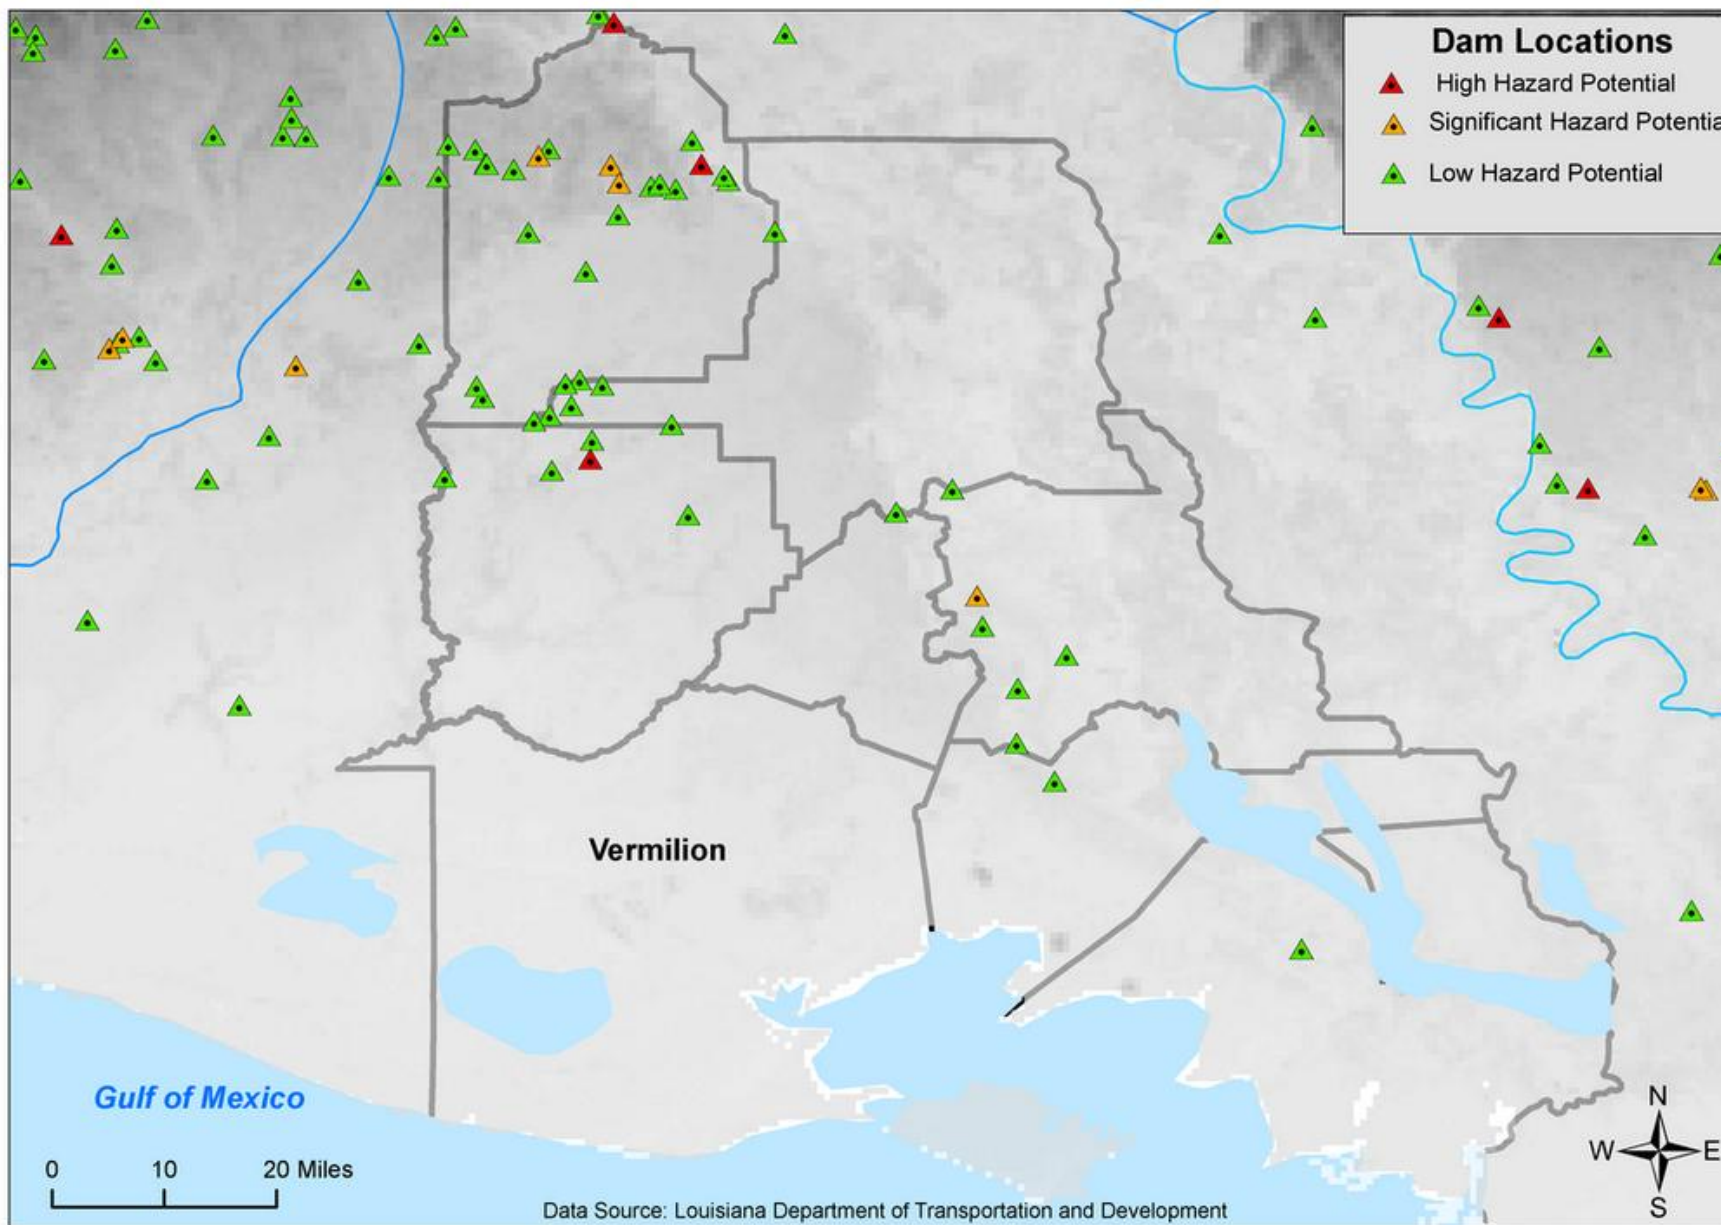 Dam Locations
High Hazard Potential
Significant Hazard Potentia
Low Hazard Potential
Vermilion
Gulf of Mexico
0 10 20 Miles
N
W E
S
Data Source: Louisiana Department of Transportation and Development